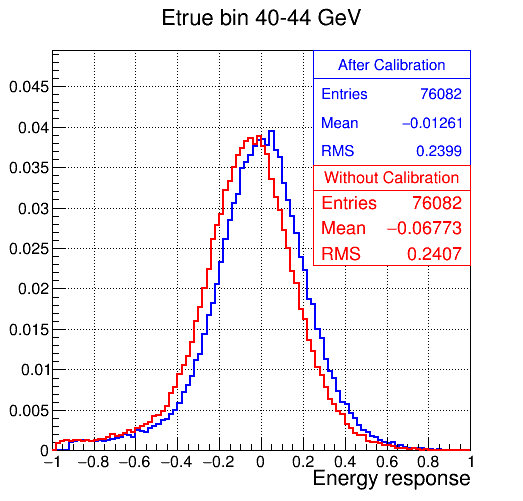 Etrue bin 40-44 GeV
After Calibration
Entries 76082
Mean −0.01261
RMS 0.2399
Without Calibration
Entries 76082
Mean −0.06773
RMS 0.2407
0.045
0.04
0.035
0.03
0.025
0.02
0.015
0.01
0.005
0
−1 −0.8 −0.6 −0.4 −0.2 0 0.2 0.4 0.6 0.8 1
Energy response